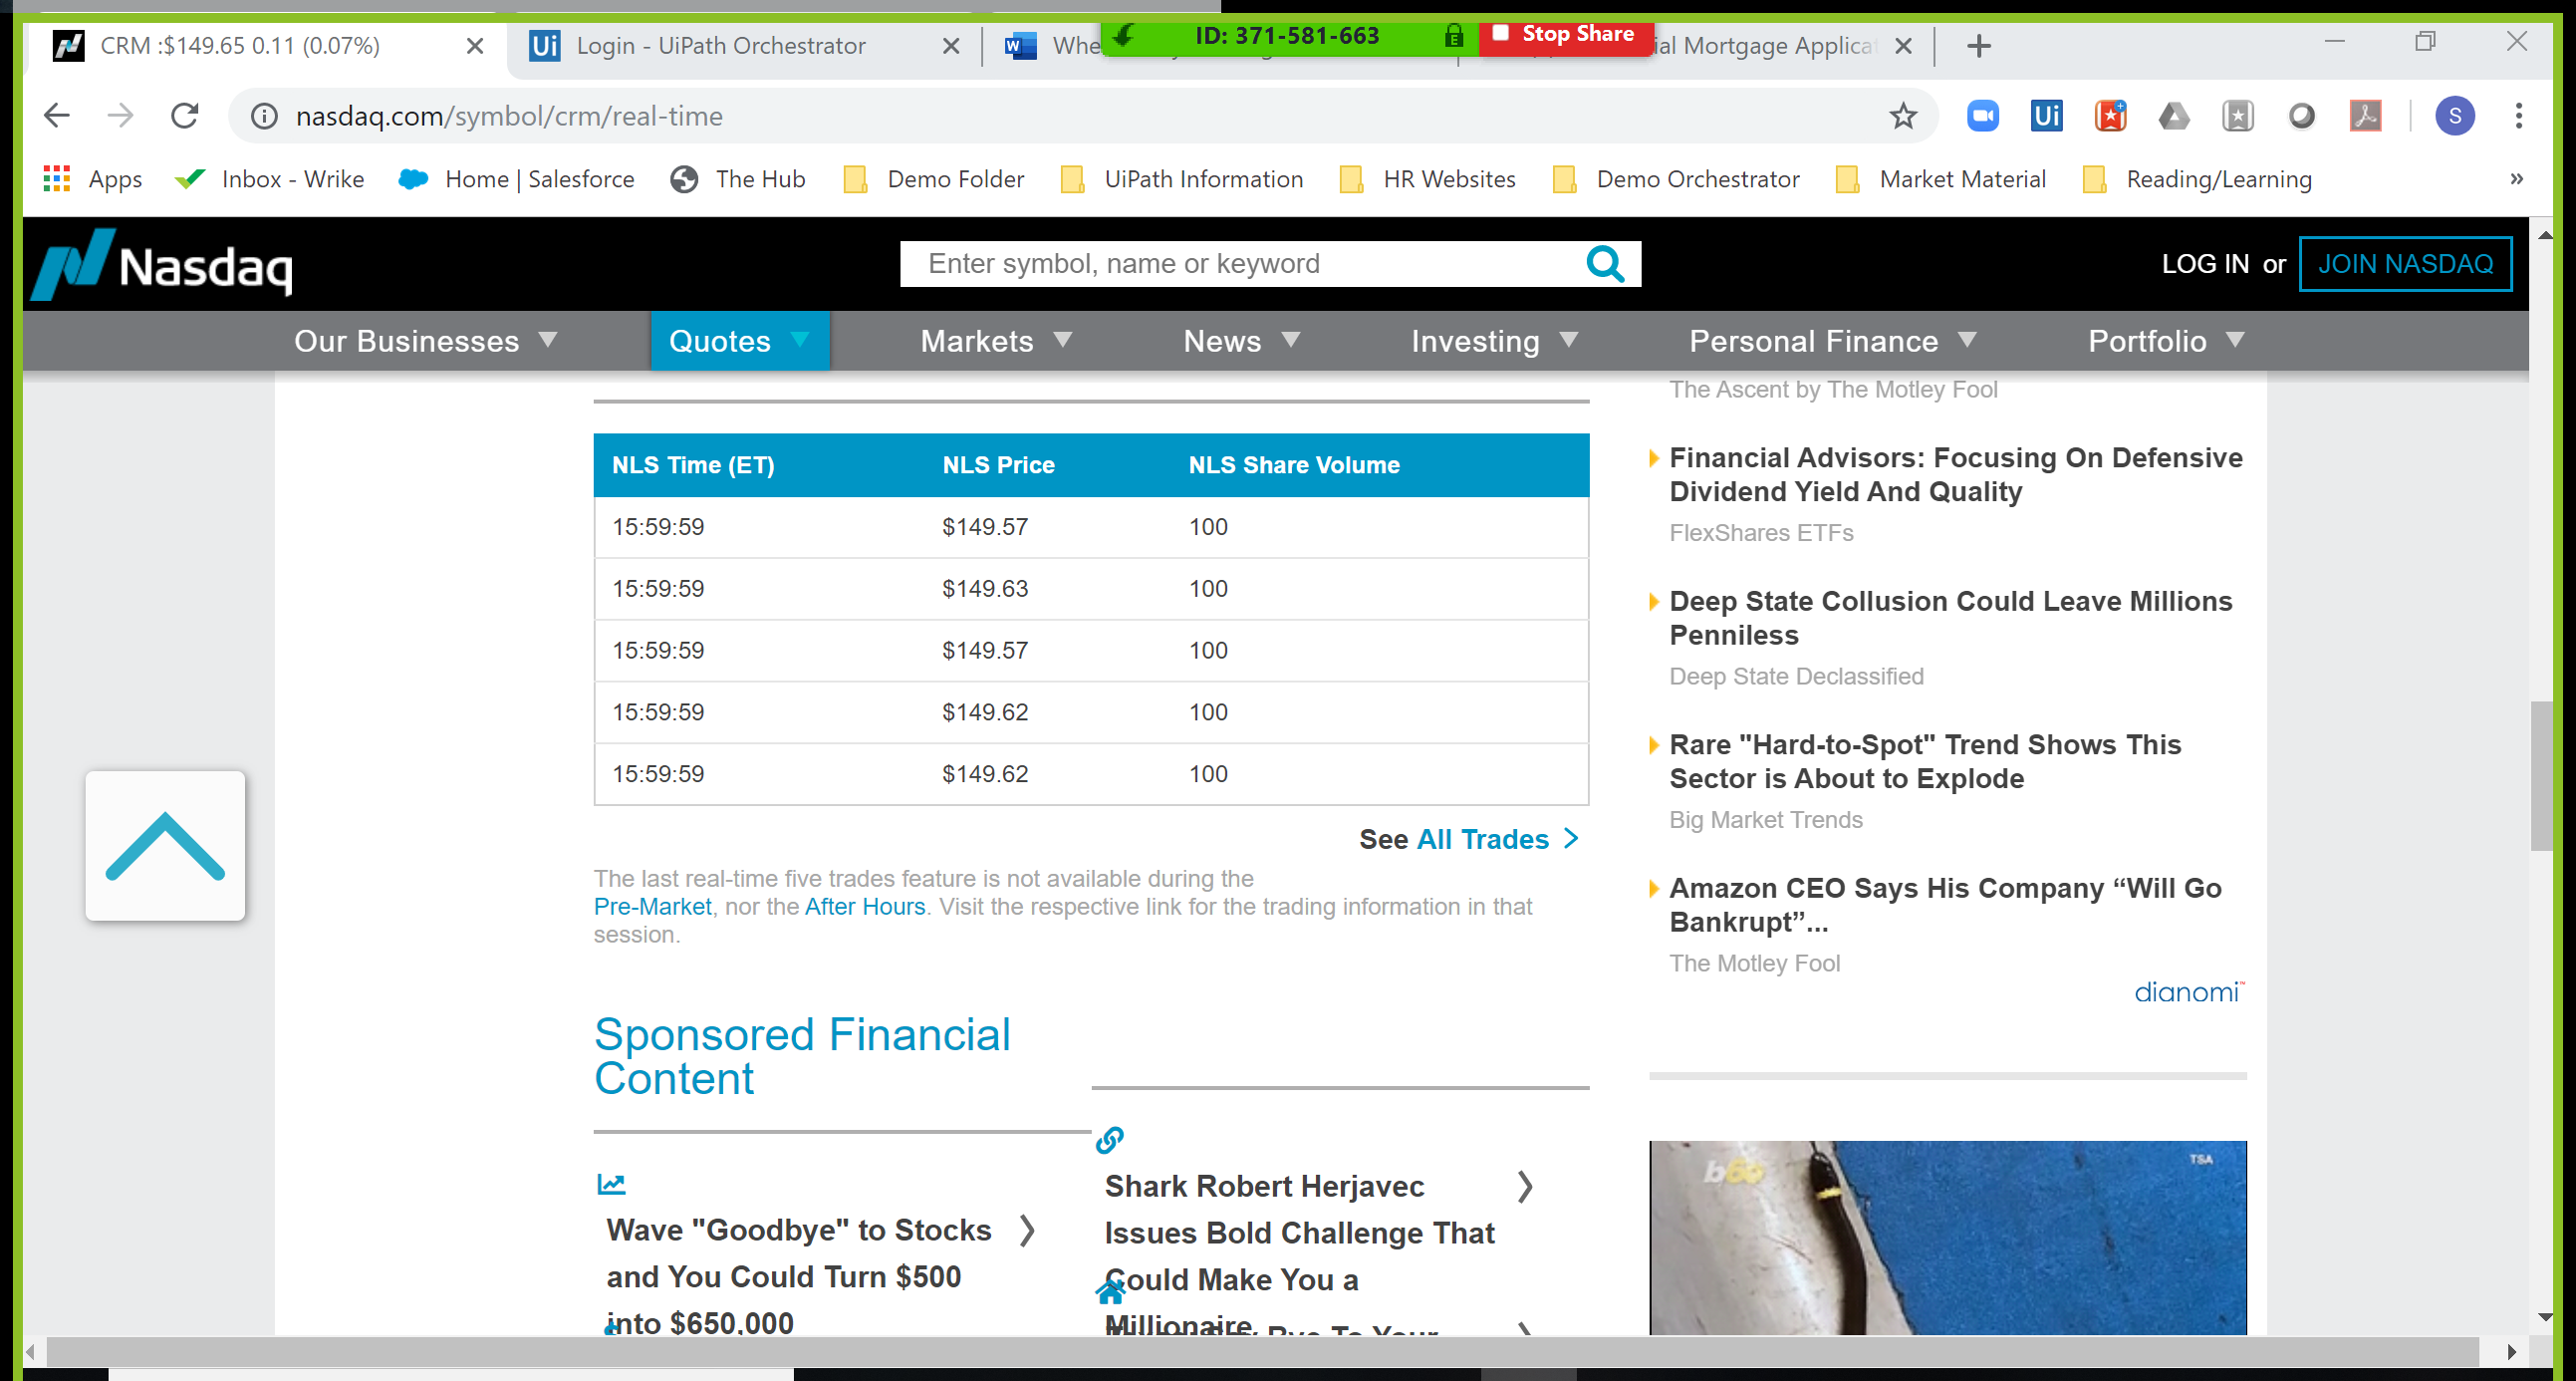 CRM :$149.65 0.11 (0.07%)
Login - UiPath Orchestrator
Whe
ID: 371-581-663
Stop Share
ial Mortgage Applica
nasdaq.com/symbol/crm/real-time
S
Apps
Inbox - Wrike
Home | Salesforce
The Hub
Demo Folder
UiPath Information
HR Websites
Demo Orchestrator
Market Material
Reading/Learning
»
Nasdaq
Enter symbol, name or keyword
LOG IN or JOIN NASDAQ
Our Businesses
Quotes
Markets
News
Investing
Personal Finance
Portfolio
NLS Time (ET) NLS Price NLS Share Volume
15:59:59 $149.57 100
15:59:59 $149.63 100
15:59:59 $149.57 100
15:59:59 $149.62 100
15:59:59 $149.62 100
See All Trades
The last real-time five trades feature is not available during the
Pre-Market, nor the After Hours. Visit the respective link for the trading information in that
session.
Sponsored Financial
Content
Wave "Goodbye" to Stocks
and You Could Turn $500
into $650,000
Shark Robert Herjavec
Issues Bold Challenge That
Could Make You a
Millionaire
The Ascent by The Motley Fool
Financial Advisors: Focusing On Defensive
Dividend Yield And Quality
FlexShares ETFs
Deep State Collusion Could Leave Millions
Penniless
Deep State Declassified
Rare "Hard-to-Spot" Trend Shows This
Sector is About to Explode
Big Market Trends
Amazon CEO Says His Company “Will Go
Bankrupt”...
The Motley Fool
dianomi™
b60
TSA